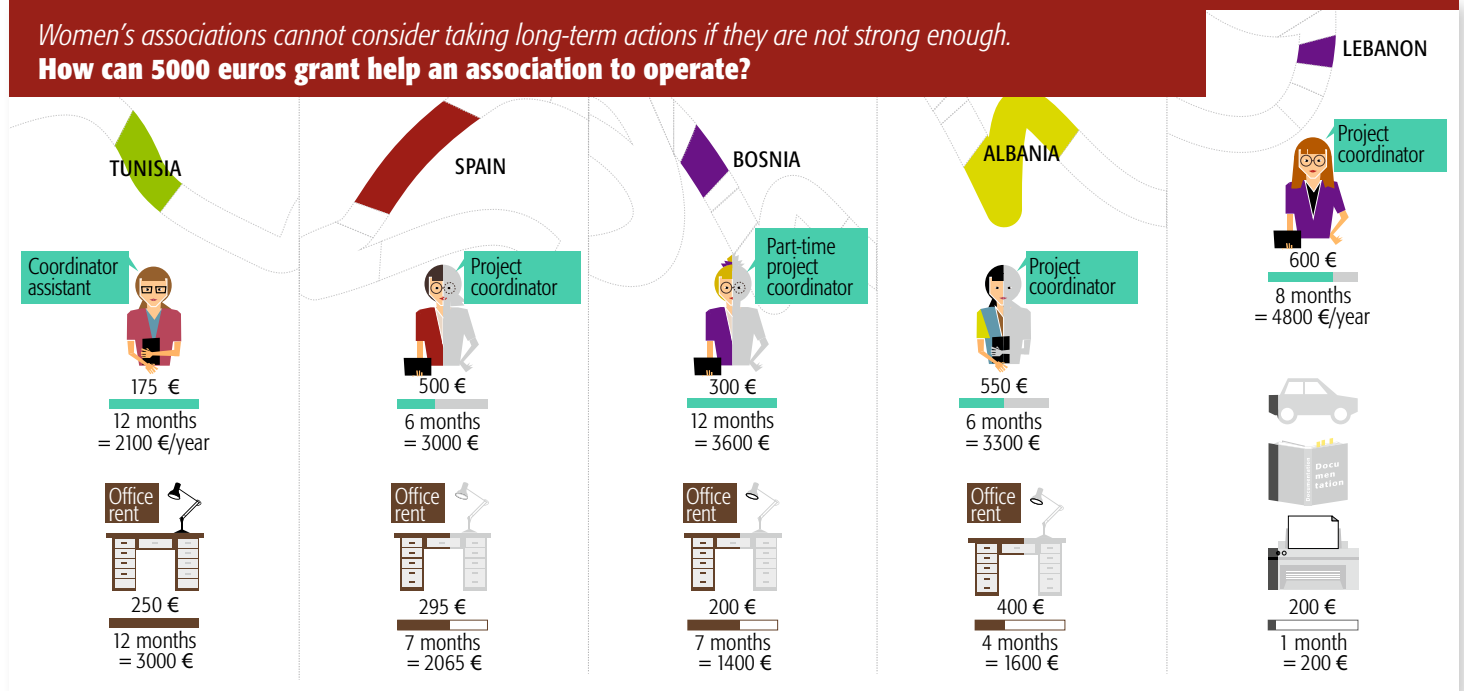 Women's associations cannot consider taking long-term actions if they are not strong enough.
How can 5000 euros grant help an association to operate?
TUNISIA
Coordinator
assistant
175 €
12 months
= 2100 €/year
Office
rent
250 €
12 months
= 3000 €
SPAIN
Project
coordinator
500 €
6 months
= 3000 €
Office
rent
295 €
7 months
= 2065 €
BOSNIA
Part-time
project
coordinator
300 €
12 months
= 3600 €
Office
rent
200 €
7 months
= 1400 €
ALBANIA
Project
coordinator
550 €
6 months
= 3300 €
Office
rent
400 €
4 months
= 1600 €
LEBANON
Project
coordinator
600 €
8 months
= 4800 €/year
Documentation
Docu
men
tation
200 €
1 month
= 200 €